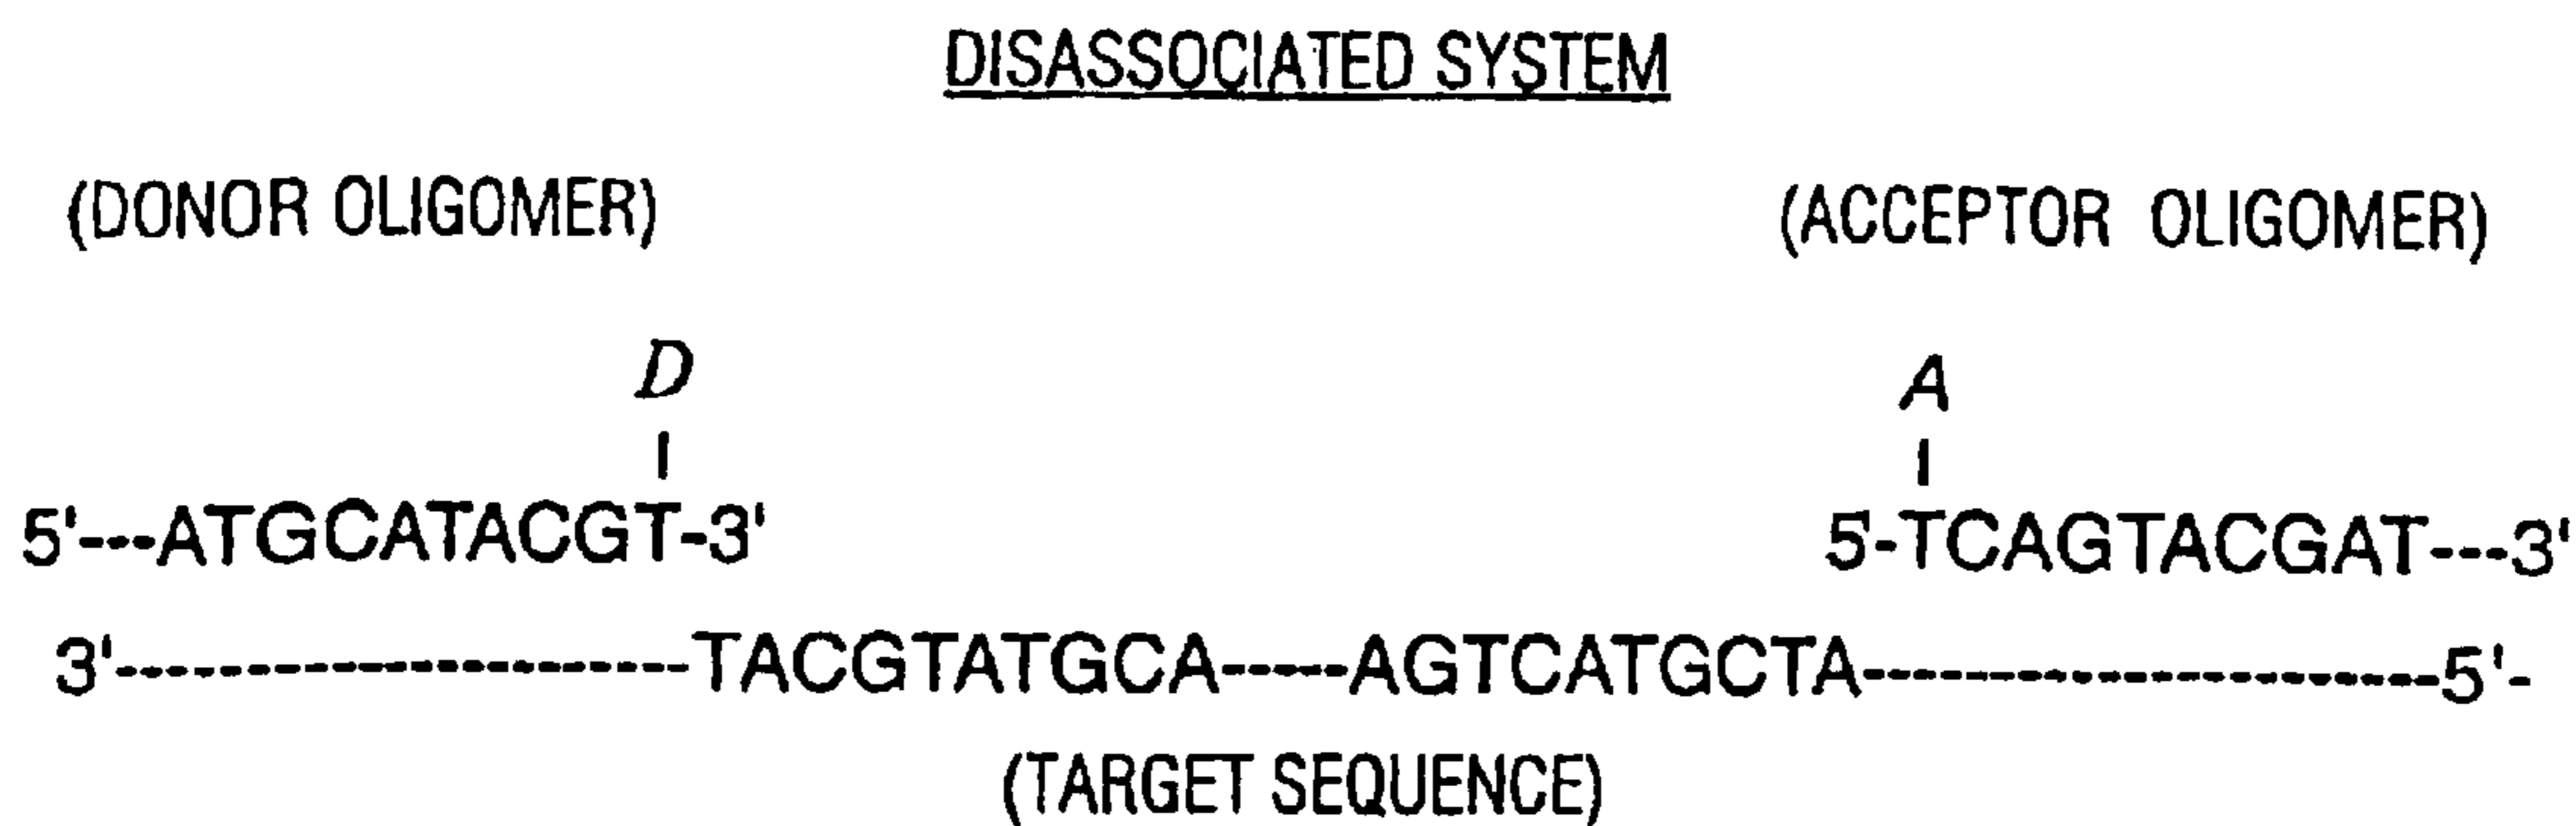 DISASSOCIATED SYSTEM
(DONOR OLIGOMER) (ACCEPTOR OLIGOMER)
D A
5'---ATGCATACGT-3' 5'-TCAGTACGAT---3'
3'----------------------TACGTATGCA-----AGTCATGCTA----------------------5'-
(TARGET SEQUENCE)